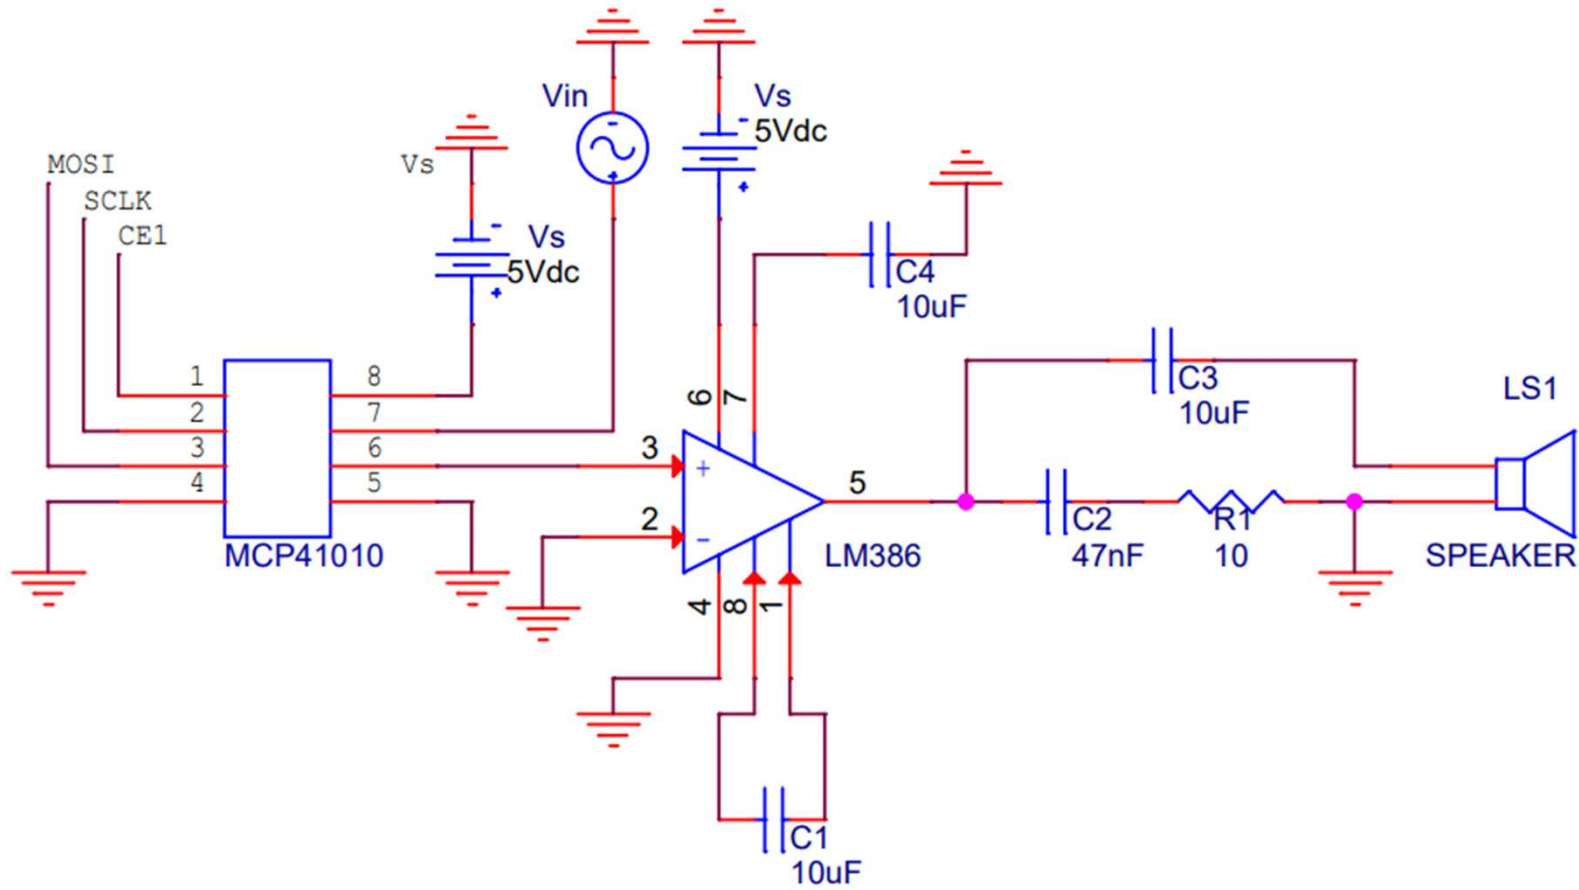 Vin
Vs
5Vdc
MOSI
SCLK
CE1
Vs
Vs
5Vdc
C4
10uF
1
2
3
4
8
7
6
5
MCP41010
6
7
3
2
+
-
5
4
8
1
LM386
C3
10uF
C2
47nF
R1
10
LS1
SPEAKER
C1
10uF